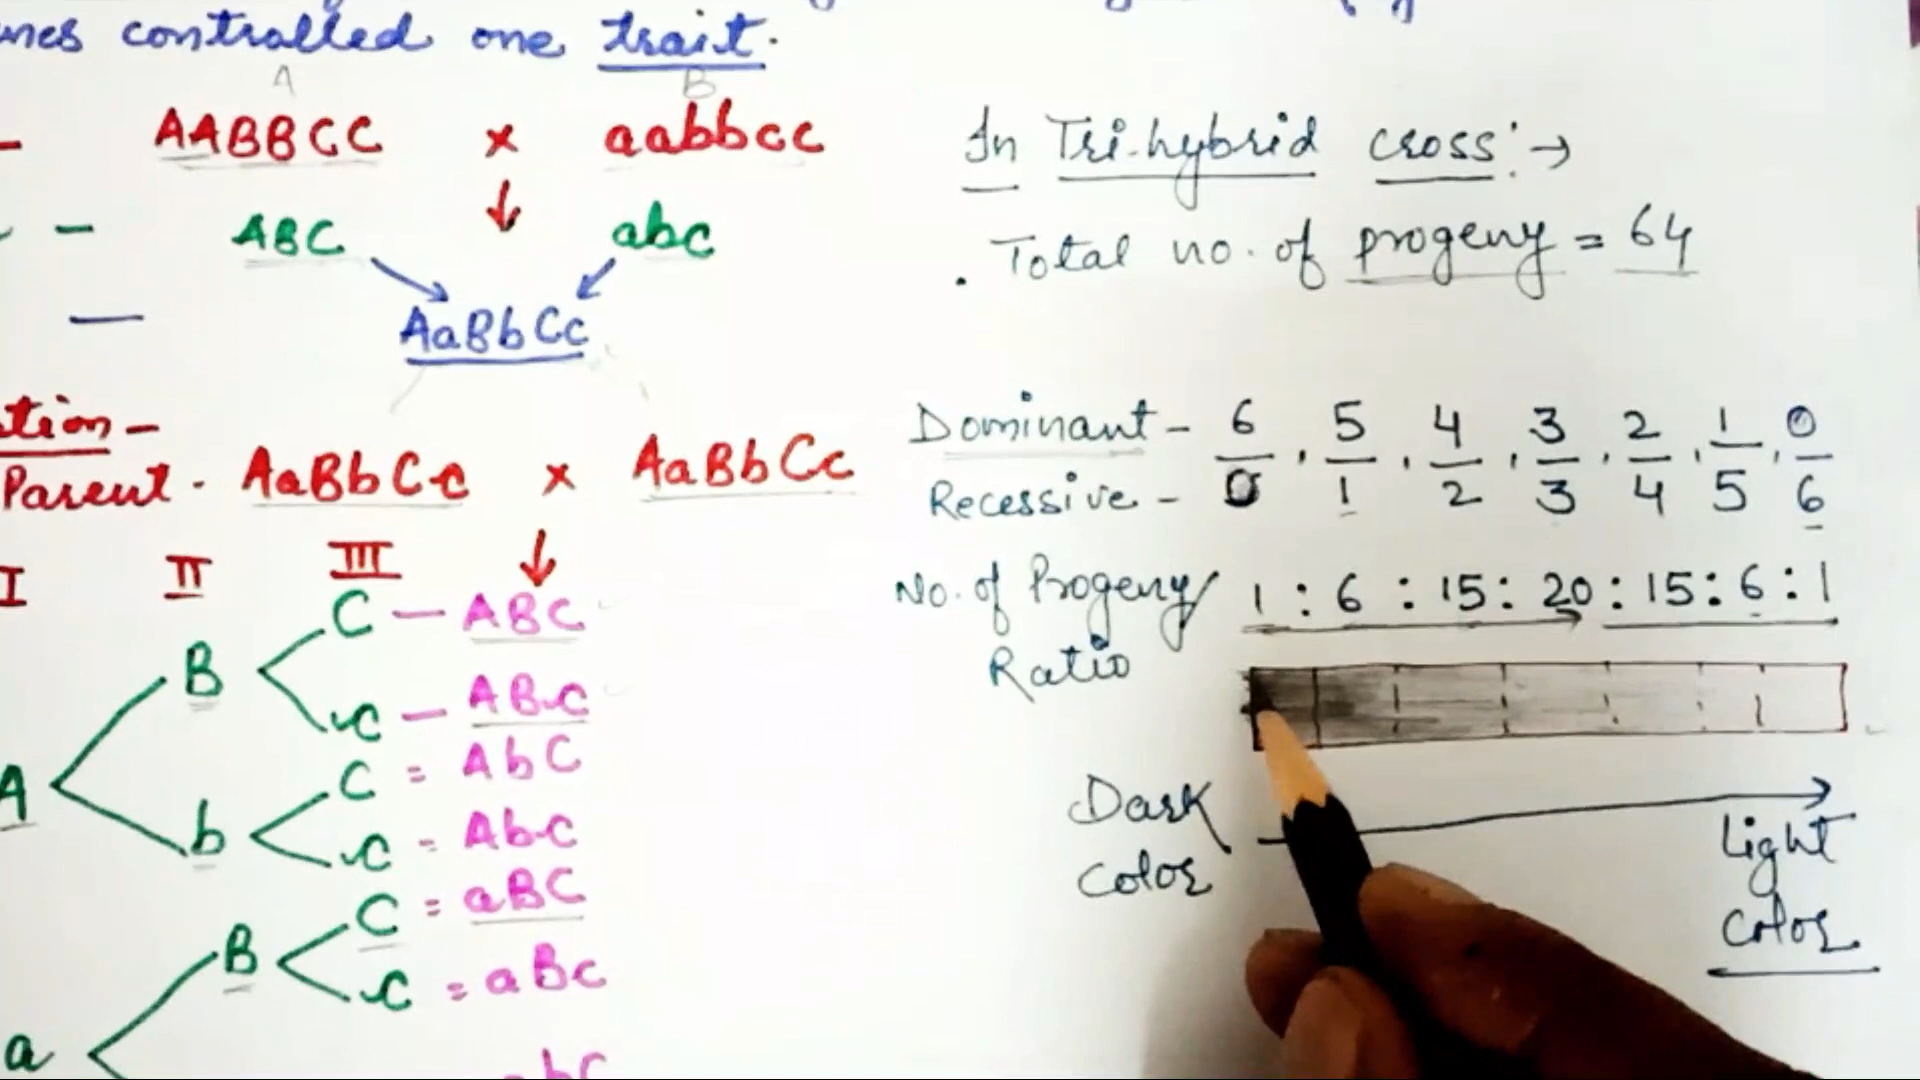 controlled one trait.
A B
AABBCC x aabbcc
ABC abc
AaBbCc
Parent - AaBbCc x AaBbCc
I II III
C - ABC
B
c - ABc
A
C = AbC
b
c - Abc
C = aBC
B
c = aBc
a
abC
In Tri-hybrid cross:→
. Total no. of progeny = 64
Dominant - 6 5 4 3 2 1 0
Recessive - 0 1 2 3 4 5 6
No. of Progeny/ 1 : 6 : 15 : 20 : 15 : 6 : 1
Ratio
Dark
Color
Light
Color